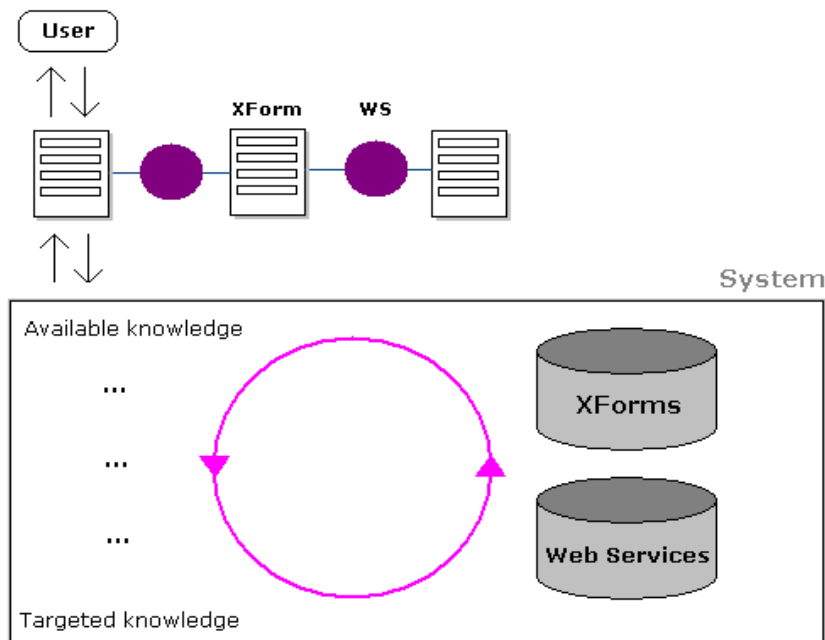 User
XForm
WS
System
Available knowledge
...
...
...
Targeted knowledge
XForms
Web Services